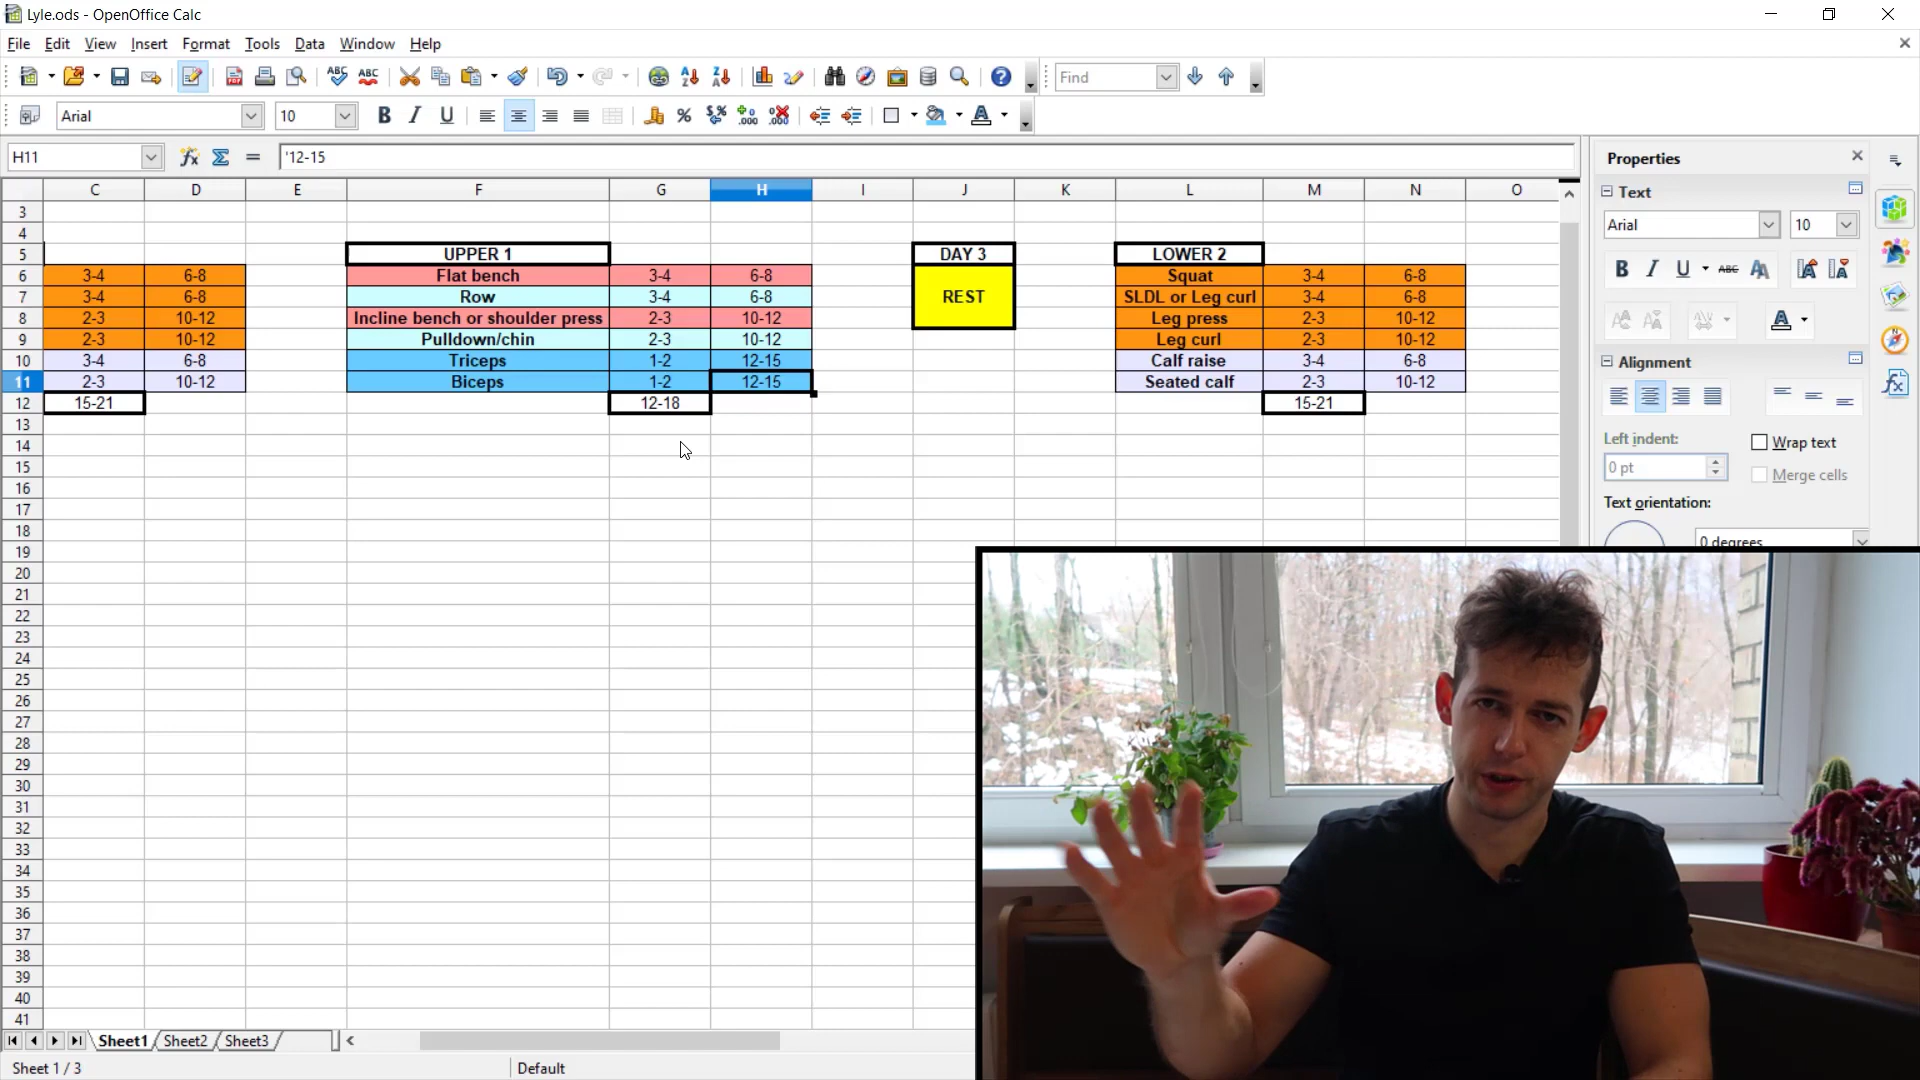 Lyle.ods - OpenOffice Calc
File Edit View Insert Format Tools Data Window Help
Find
Arial 10
H11 '12-15
Properties
C D E F G H I J K L M N O
Text
3
Arial 10
4
5 UPPER 1 DAY 3 LOWER 2
6 3-4 6-8 Flat bench 3-4 6-8 REST Squat 3-4 6-8
7 3-4 6-8 Row 3-4 6-8 SLDL or Leg curl 3-4 6-8
8 2-3 10-12 Incline bench or shoulder press 2-3 10-12 Leg press 2-3 10-12
9 2-3 10-12 Pulldown/chin 2-3 10-12 Leg curl 2-3 10-12
10 3-4 6-8 Triceps 1-2 12-15 Calf raise 3-4 6-8
Alignment
11 2-3 10-12 Biceps 1-2 12-15 Seated calf 2-3 10-12
12 15-21 12-18 15-21
13
14
Left indent: Wrap text
15
0 pt Merge cells
16
17
Text orientation:
18
19
0 degrees
20
21
22
23
24
25
26
27
28
29
30
31
32
33
34
35
36
37
38
39
40
41
Sheet1 Sheet2 Sheet3
Sheet 1 / 3 Default